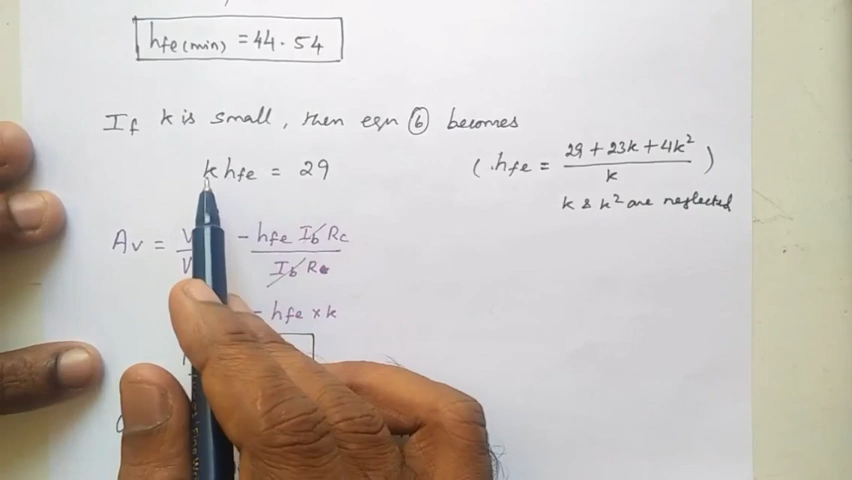 hfe(min) = 44.54
If k is small, then eqn ⑥ becomes
k hfe = 29
(∴ hfe = (29 + 23k + 4k²) / k )
k & k² are neglected
Av = V / V - hfe Ib Rc / Ib R
- hfe × k